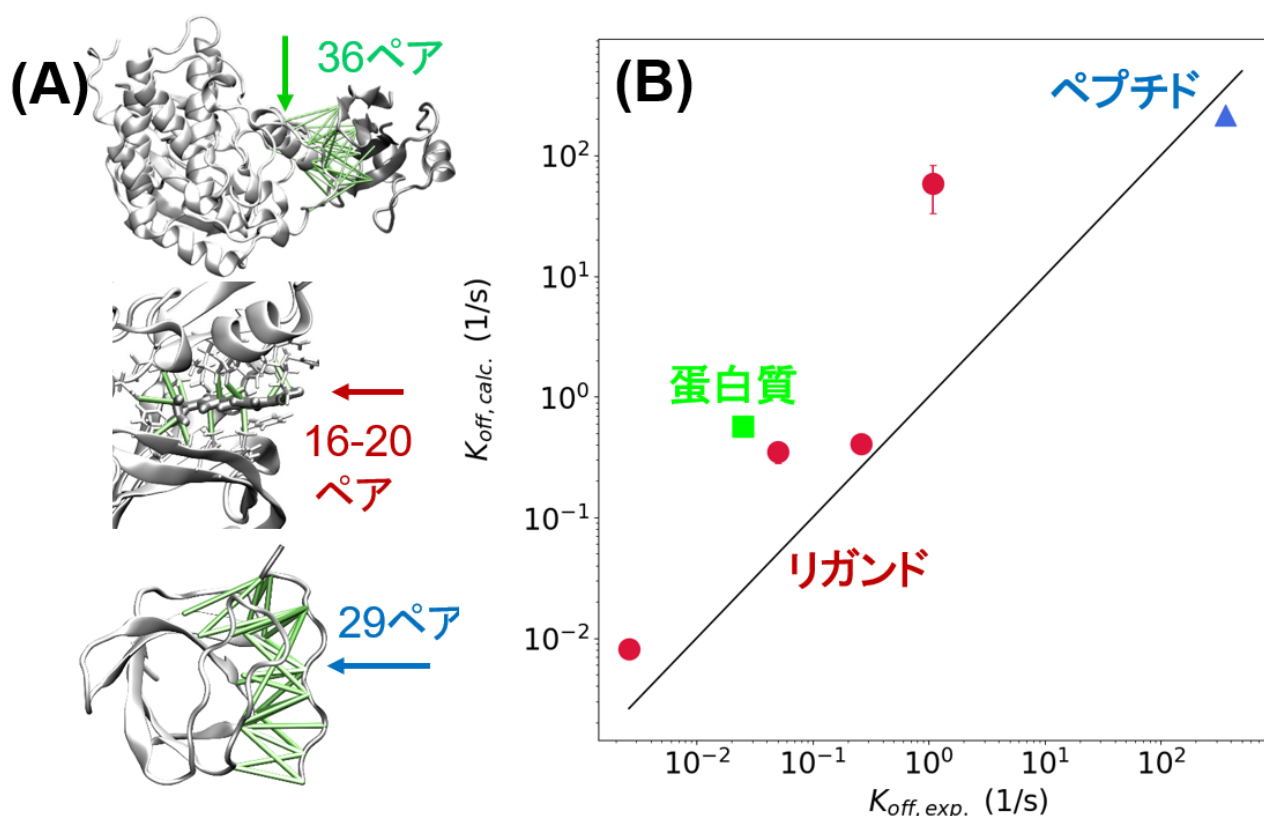 (A)
36ペア
16-20
ペア
29ペア
(B)
ペプチド
蛋白質
リガンド
10²
10¹
10⁰
10⁻¹
10⁻²
K_off,calc. (1/s)
10⁻²
10⁻¹
10⁰
10¹
10²
K_off,exp. (1/s)